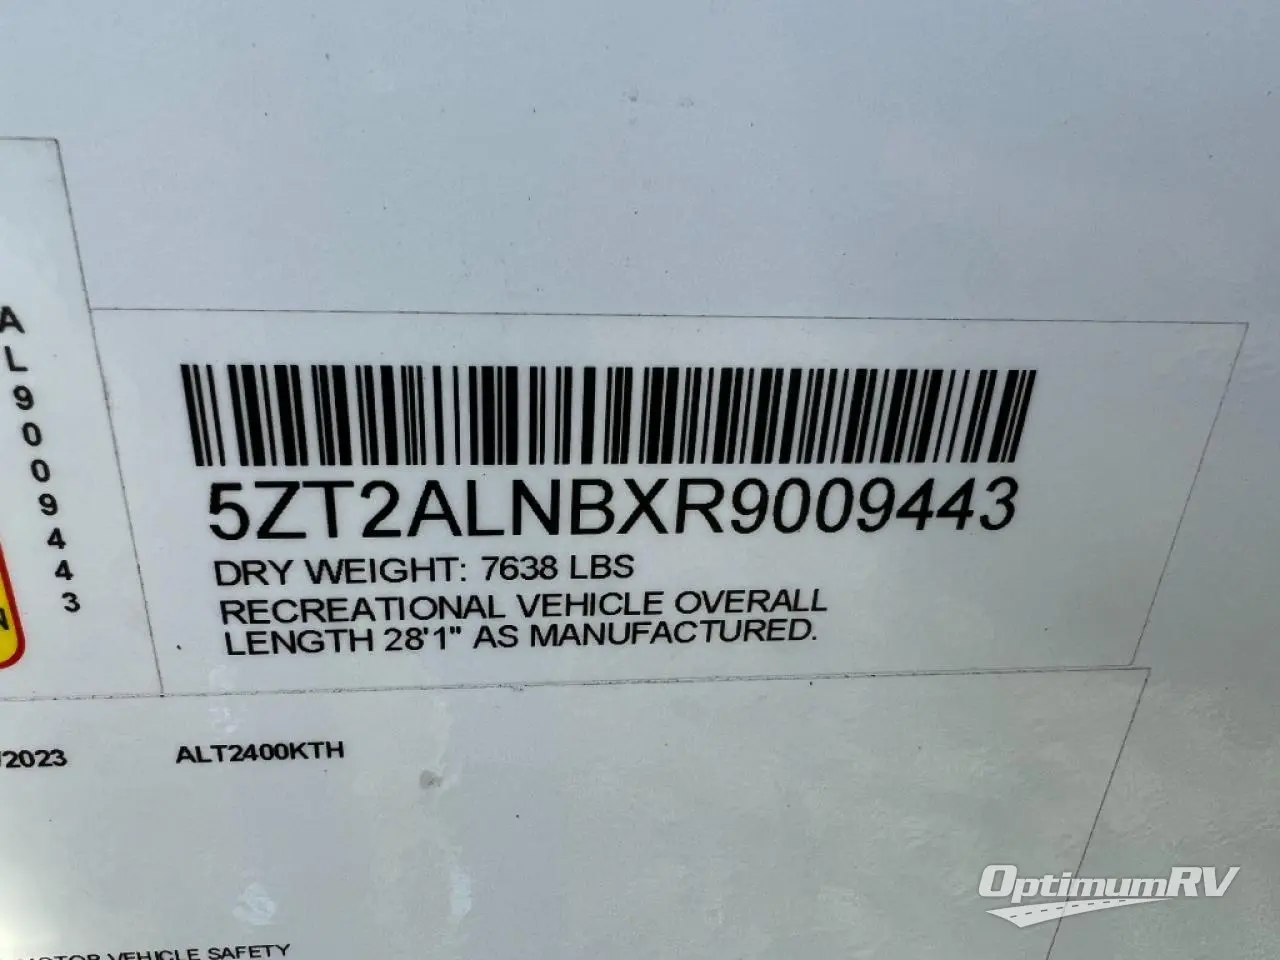 A
L
9
0
0
9
4
4
3
5ZT2ALNBXR9009443
DRY WEIGHT: 7638 LBS
RECREATIONAL VEHICLE OVERALL
LENGTH 28'1" AS MANUFACTURED.
/2023 ALT2400KTH
MOTOR VEHICLE SAFETY
OptimumRV